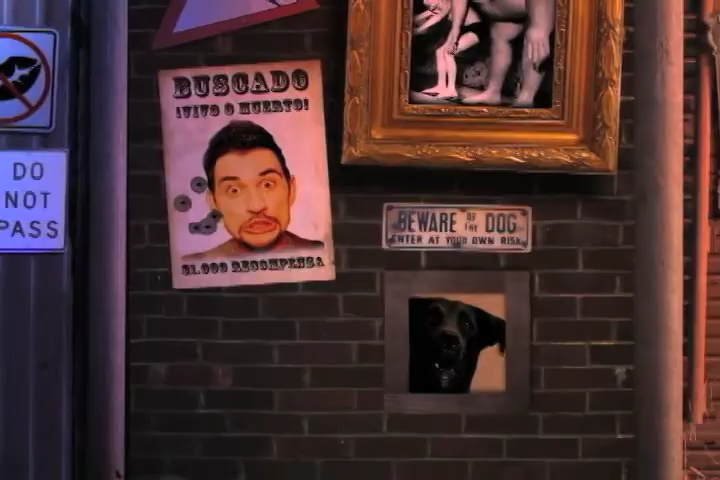 BUSCADO
¡VIVO O MUERTO!
$1.000 RECOMPENSA
DO
NOT
PASS
BEWARE OF THE DOG
ENTER AT YOUR OWN RISK